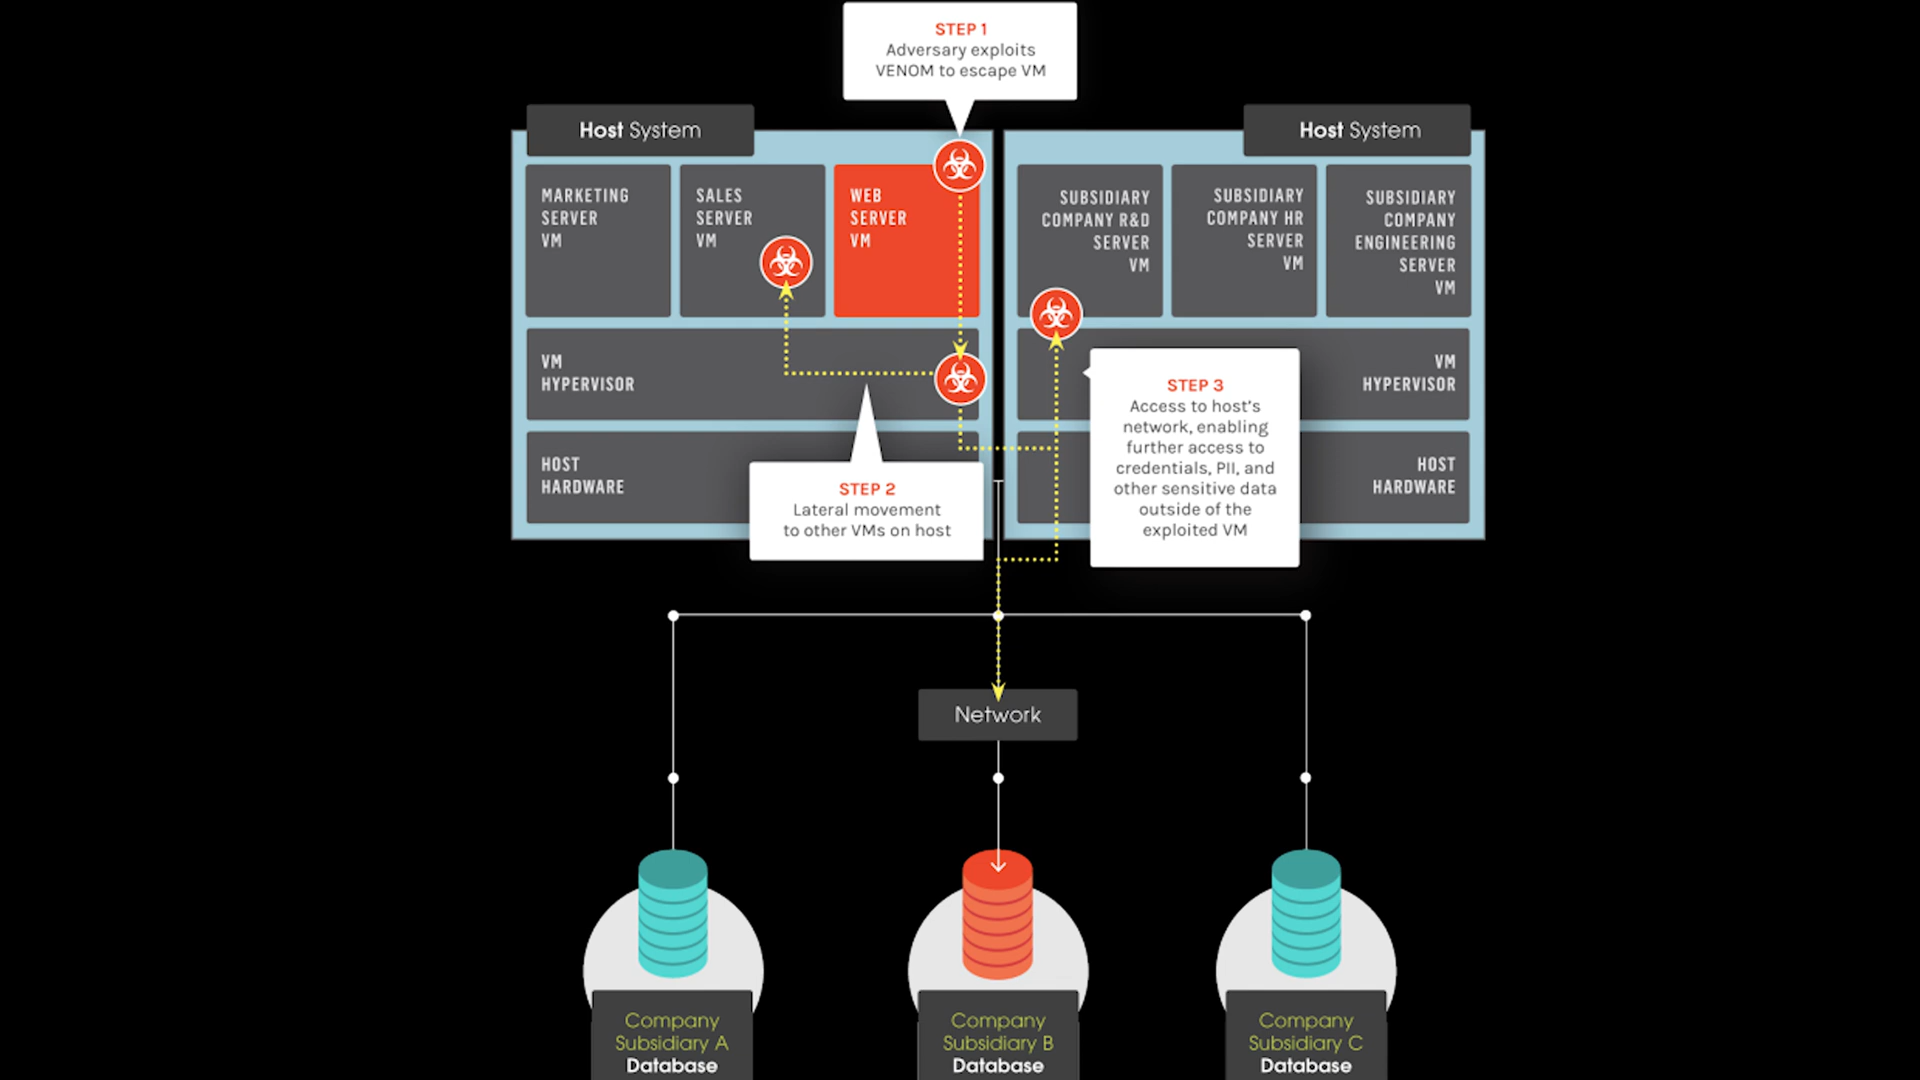 STEP 1
Adversary exploits
VENOM to escape VM
Host System
Host System
MARKETING
SERVER
VM
SALES
SERVER
VM
WEB
SERVER
VM
SUBSIDIARY
COMPANY R&D
SERVER
VM
SUBSIDIARY
COMPANY HR
SERVER
VM
SUBSIDIARY
COMPANY
ENGINEERING
SERVER
VM
VM
HYPERVISOR
VM
HYPERVISOR
STEP 3
Access to host's
network, enabling
further access to
credentials, PII, and
other sensitive data
outside of the
exploited VM
HOST
HARDWARE
HOST
HARDWARE
STEP 2
Lateral movement
to other VMs on host
Network
Company
Subsidiary A
Database
Company
Subsidiary B
Database
Company
Subsidiary C
Database